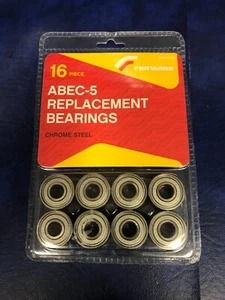 16 PIECE
ABEC-5
REPLACEMENT
BEARINGS
CHROME STEEL